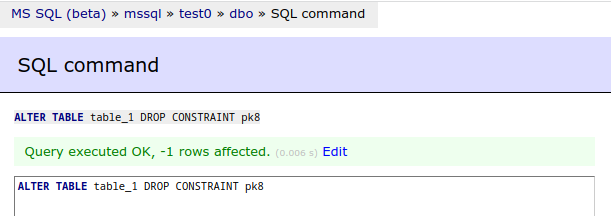 MS SQL (beta) » mssql » test0 » dbo » SQL command
SQL command
ALTER TABLE table_1 DROP CONSTRAINT pk8
Query executed OK, -1 rows affected. (0.006 s) Edit
ALTER TABLE table_1 DROP CONSTRAINT pk8